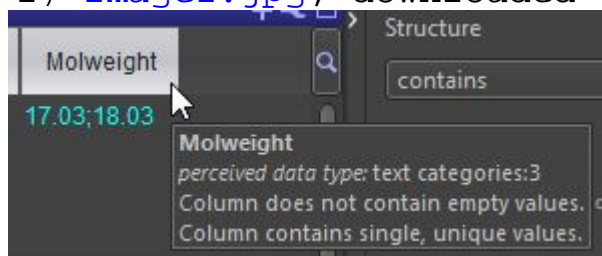 Structure
Molweight
contains
17.03;18.03
Molweight
perceived data type: text categories:3
Column does not contain empty values.
Column contains single, unique values.